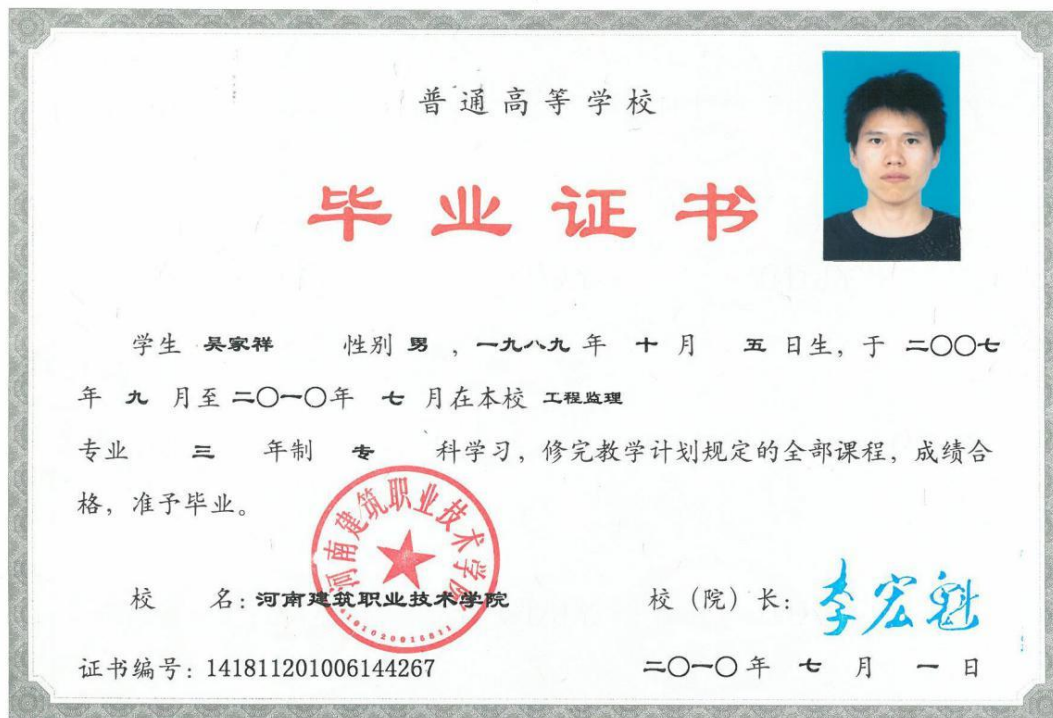 普通高等学校
毕业证书
学生 吴家祥 性别 男 ，一九八九 年 十 月 五 日生，于 二〇〇七
年 九 月至 二〇一〇年 七 月在本校 工程监理
专业 三 年制 专 科学习，修完教学计划规定的全部课程，成绩合
格，准予毕业。
河南建筑职业技术学院
校 名：河南建筑职业技术学院 校（院）长：李宏魁
证书编号：141811201006144267 二〇一〇 年 七 月 一 日